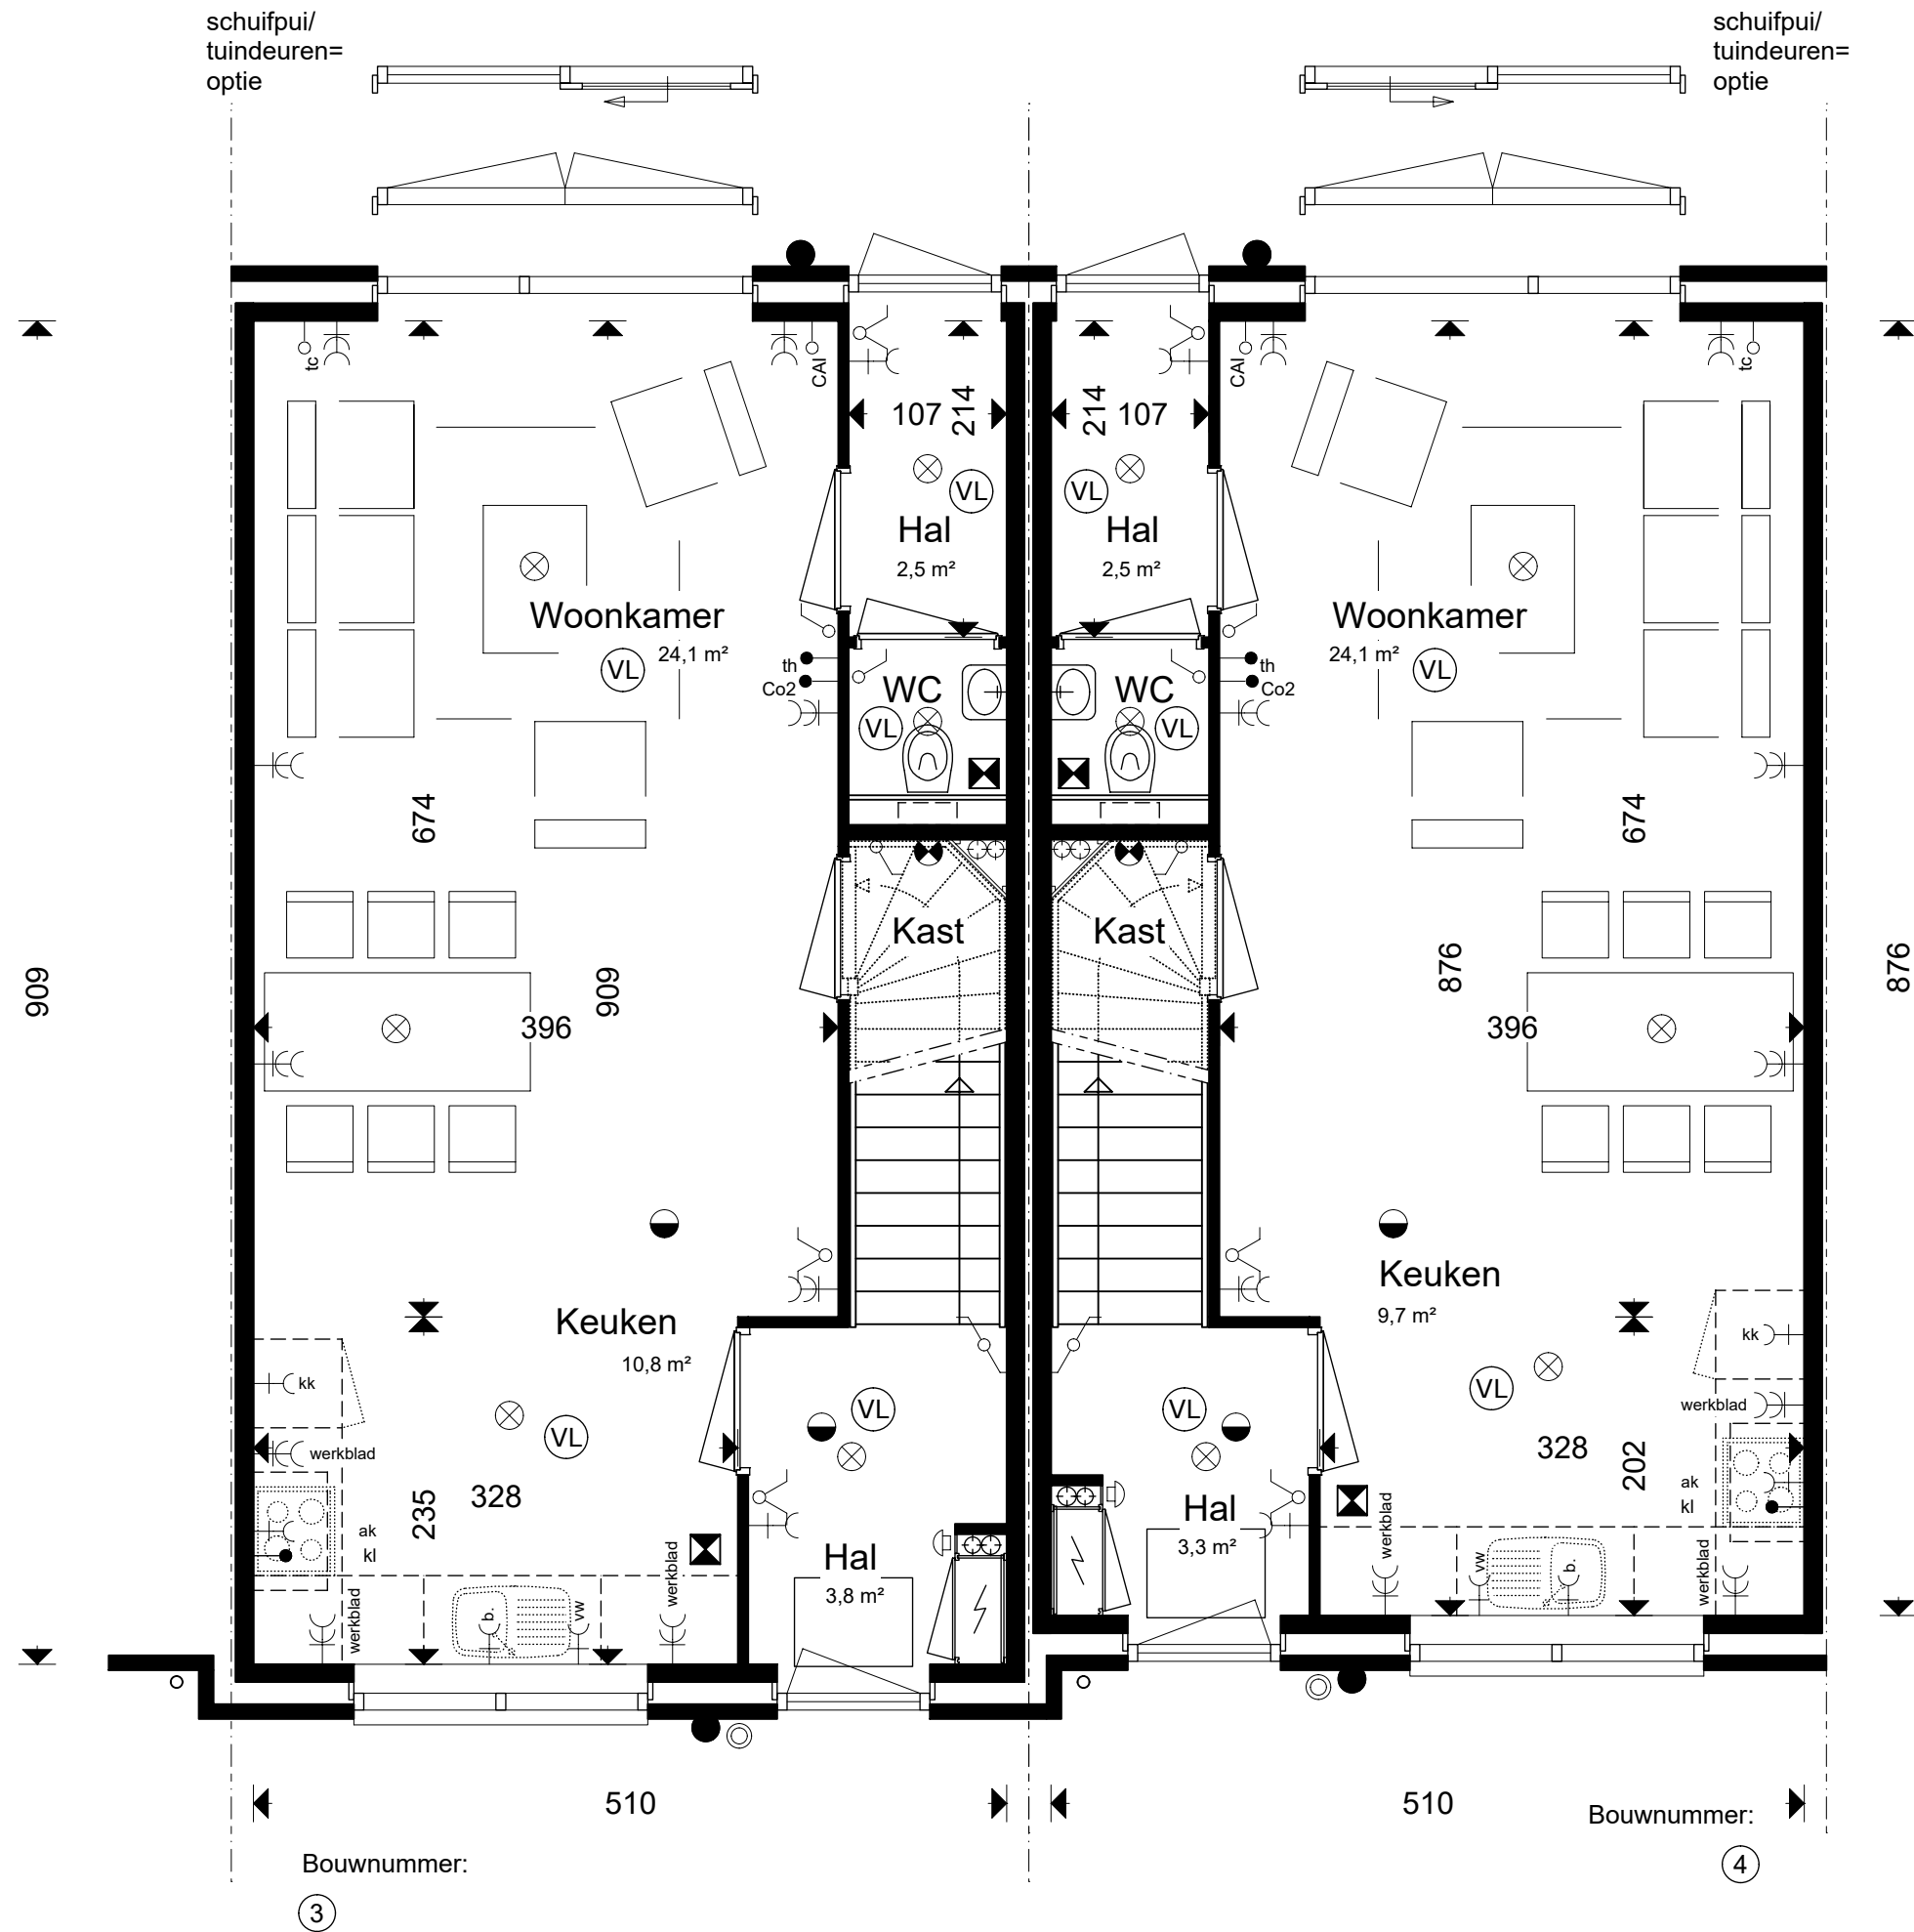 schuifpui/
tuindeuren=
optie
schuifpui/
tuindeuren=
optie
tc
CAI
CAI
tc
107
214
214
107
VL
VL
Hal
2,5 m²
Hal
2,5 m²
Woonkamer
24,1 m²
VL
Woonkamer
24,1 m²
VL
th
Co2
th
Co2
WC
VL
WC
VL
674
674
Kast
Kast
909
909
876
876
396
396
Keuken
10,8 m²
Keuken
9,7 m²
kk
kk
VL
VL
VL
VL
werkblad
werkblad
328
235
328
202
ak
kl
ak
kl
Hal
3,8 m²
Hal
3,3 m²
werkblad
b.
vw
werkblad
werkblad
vw
b.
werkblad
510
510
Bouwnummer:
3
Bouwnummer:
4